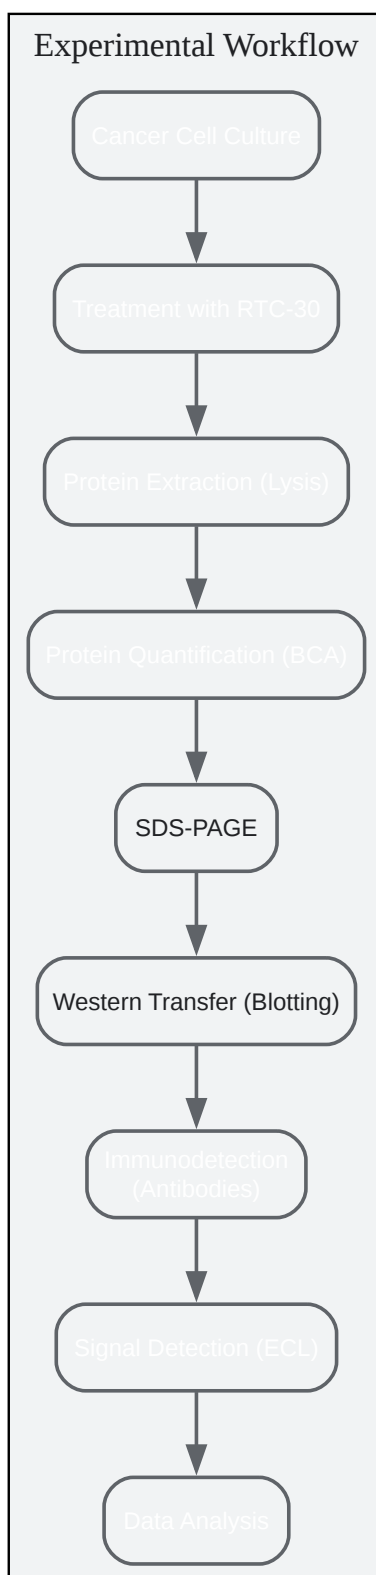 Experimental Workflow
Cancer Cell Culture
Treatment with RTC-30
Protein Extraction (Lysis)
Protein Quantification (BCA)
SDS-PAGE
Western Transfer (Blotting)
Immunodetection
(Antibodies)
Signal Detection (ECL)
Data Analysis